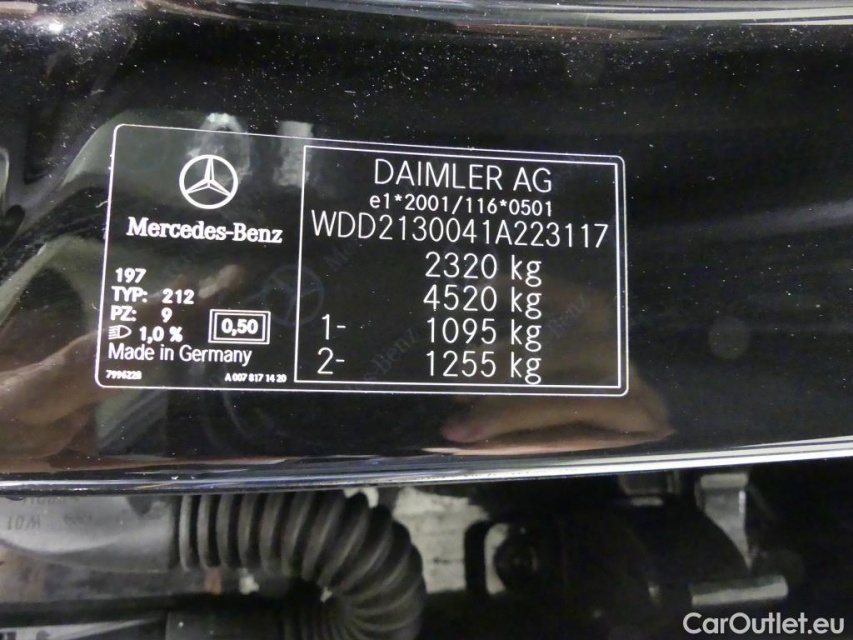 Mercedes-Benz
197
TYP: 212
PZ: 9
1,0 %
0,50
Made in Germany
7996228
A 007 817 14 20
DAIMLER AG
e1*2001/116*0501
WDD2130041A223117
2320 kg
4520 kg
1- 1095 kg
2- 1255 kg
CarOutlet.eu